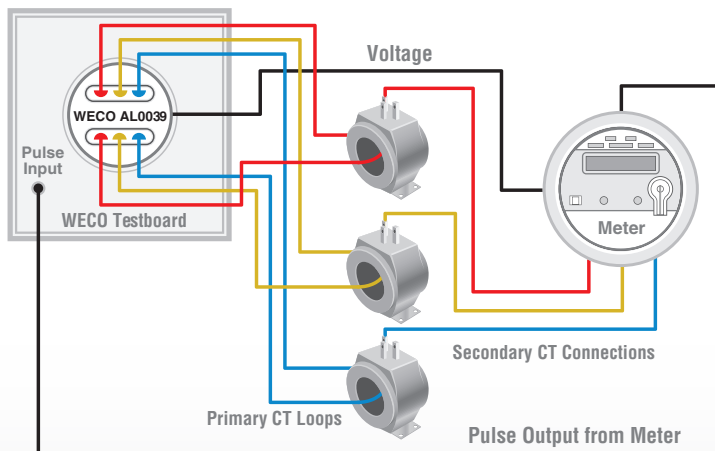 Voltage
WECO AL0039
Pulse
Input
WECO Testboard
Meter
Secondary CT Connections
Primary CT Loops
Pulse Output from Meter